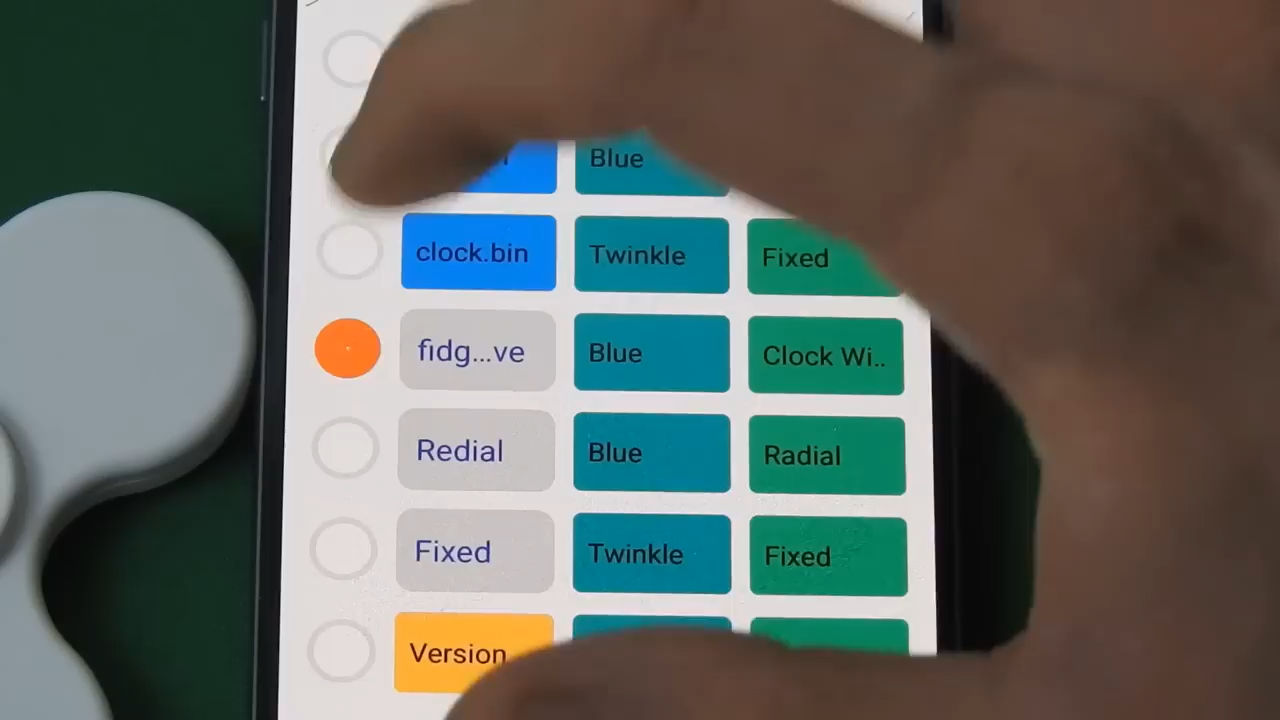 Blue
clock.bin Twinkle Fixed
fidg...ve Blue Clock Wi..
Redial Blue Radial
Fixed Twinkle Fixed
Version